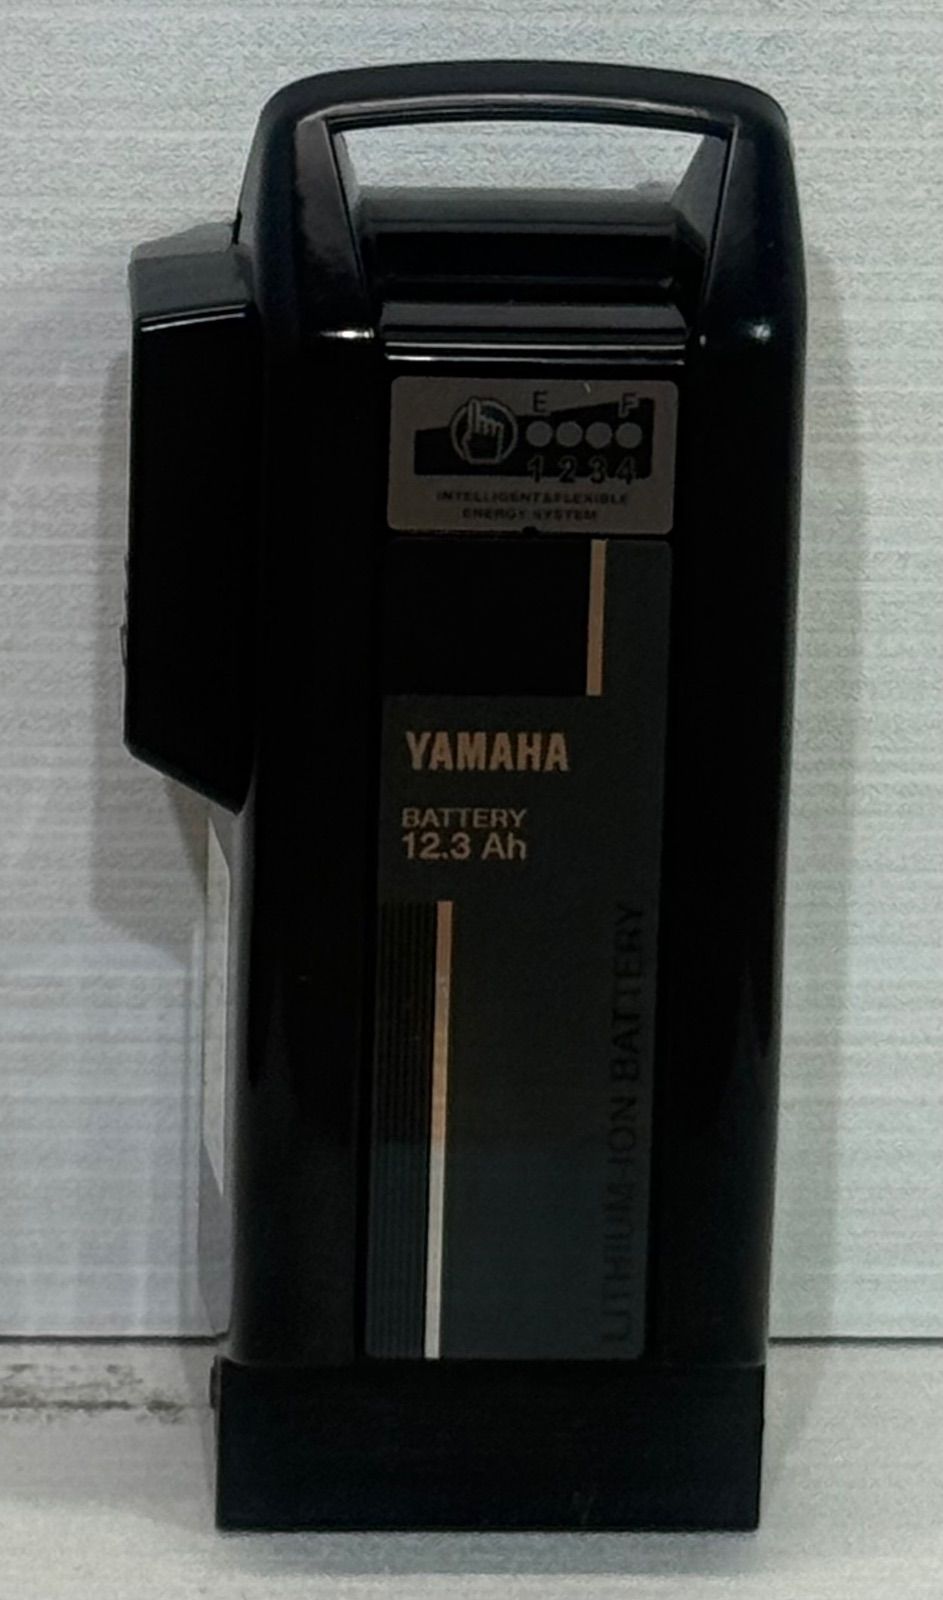 E F
1 2 3 4
INTELLIGENT&FLEXIBLE
ENERGY SYSTEM
YAMAHA
BATTERY
12.3 Ah
LITHIUM-ION BATTERY